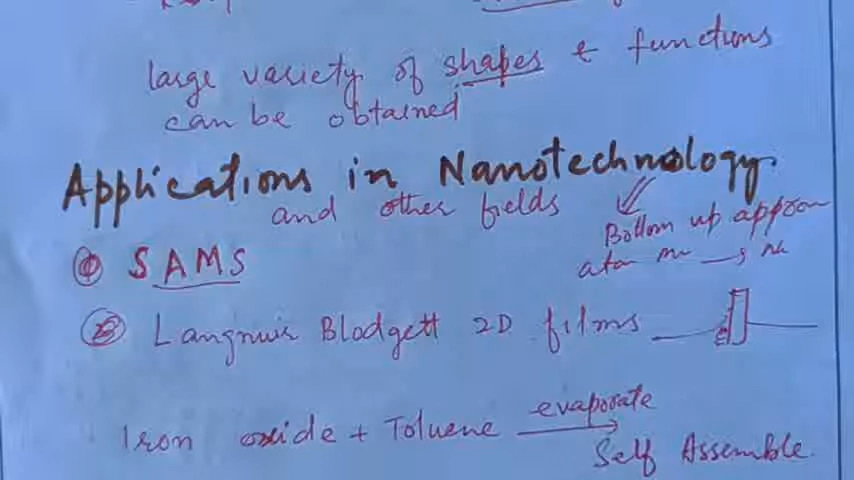 large variety of shapes & functions
can be obtained
Applications in Nanotechnology
and other fields
Bottom up approa
① SAMS
② Langmuir Blodgett 2D films
Iron oxide + Toluene evaporate
Self Assemble.